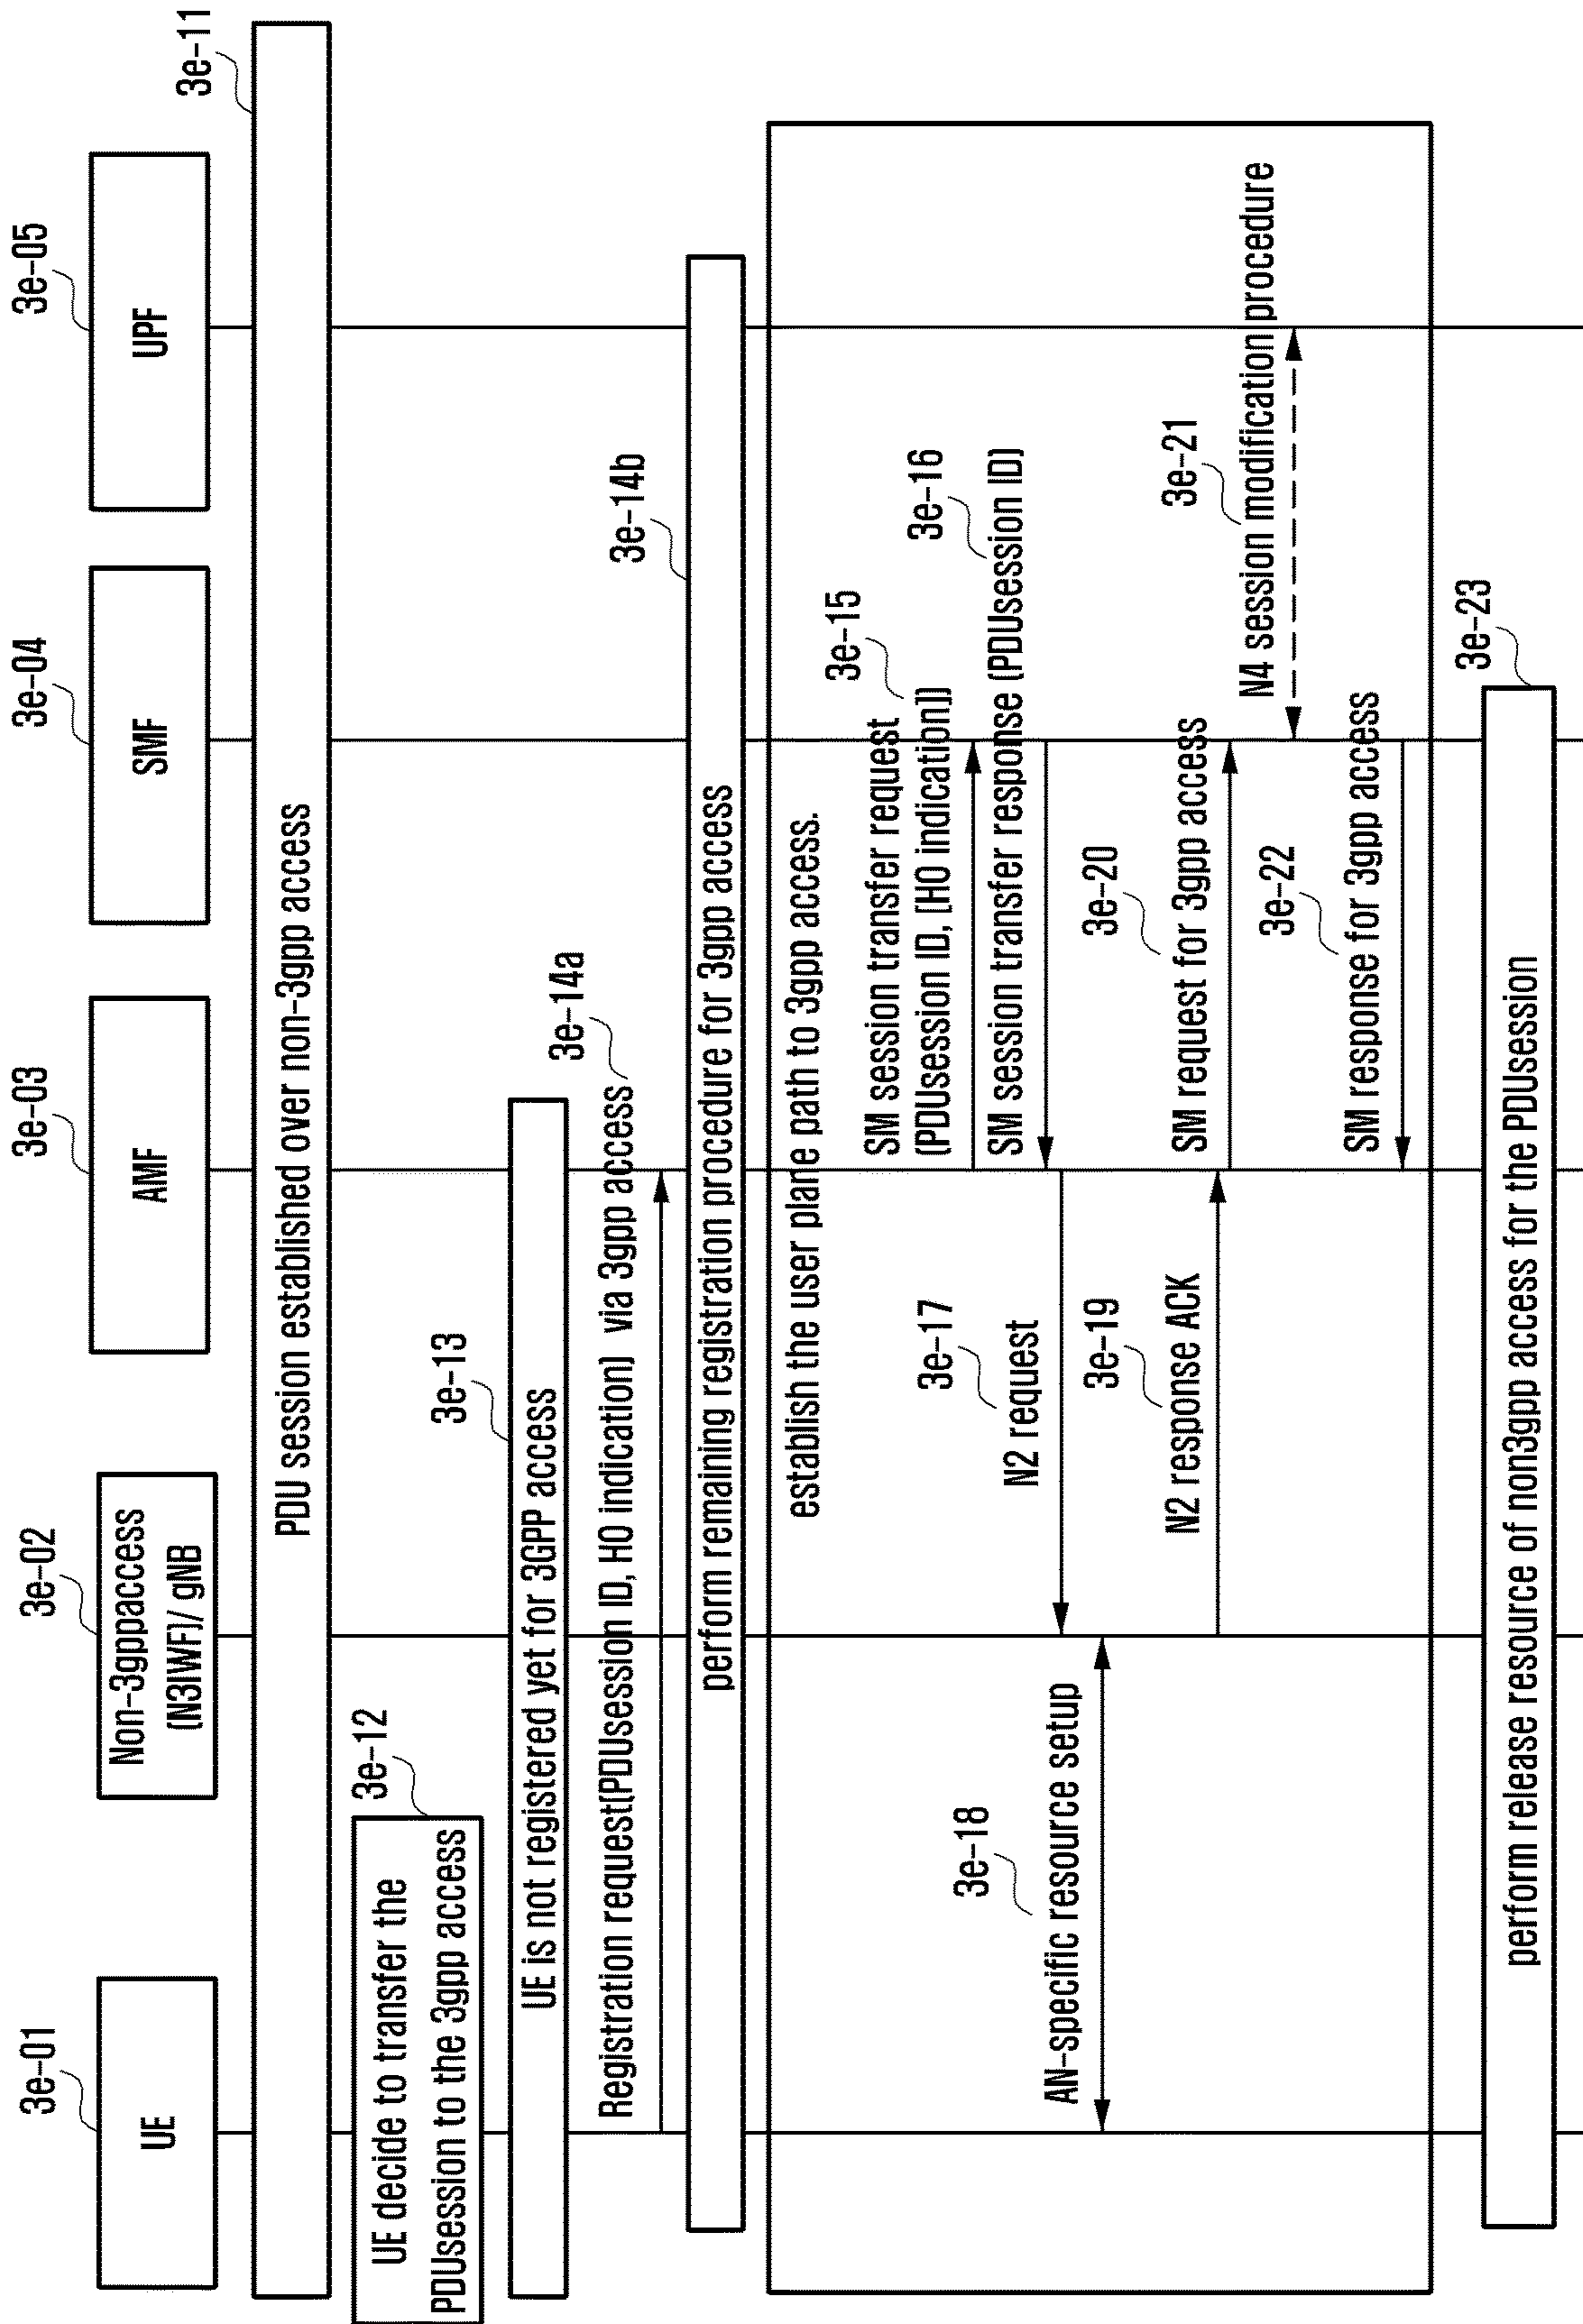 3e-01
3e-02
3e-03
3e-04
3e-05
UE
Non-3gppaccess
(N3IWF)/ gNB
AMF
SMF
UPF
3e-11
PDU session established over non-3gpp access
3e-12
UE decide to transfer the
PDUsession to the 3gpp access
3e-13
UE is not registered yet for 3GPP access
3e-14a
Registration request(PDUsession ID, HO indication) via 3gpp access
3e-14b
perform remaining registration procedure for 3gpp access
establish the user plane path to 3gpp access.
3e-15
SM session transfer request
(PDUsession ID, [HO indication])
3e-16
SM session transfer response (PDUsession ID)
3e-17
N2 request
3e-18
AN-specific resource setup
3e-19
N2 response ACK
3e-20
SM request for 3gpp access
3e-21
N4 session modification procedure
3e-22
SM response for 3gpp access
3e-23
perform release resource of non3gpp access for the PDUsession